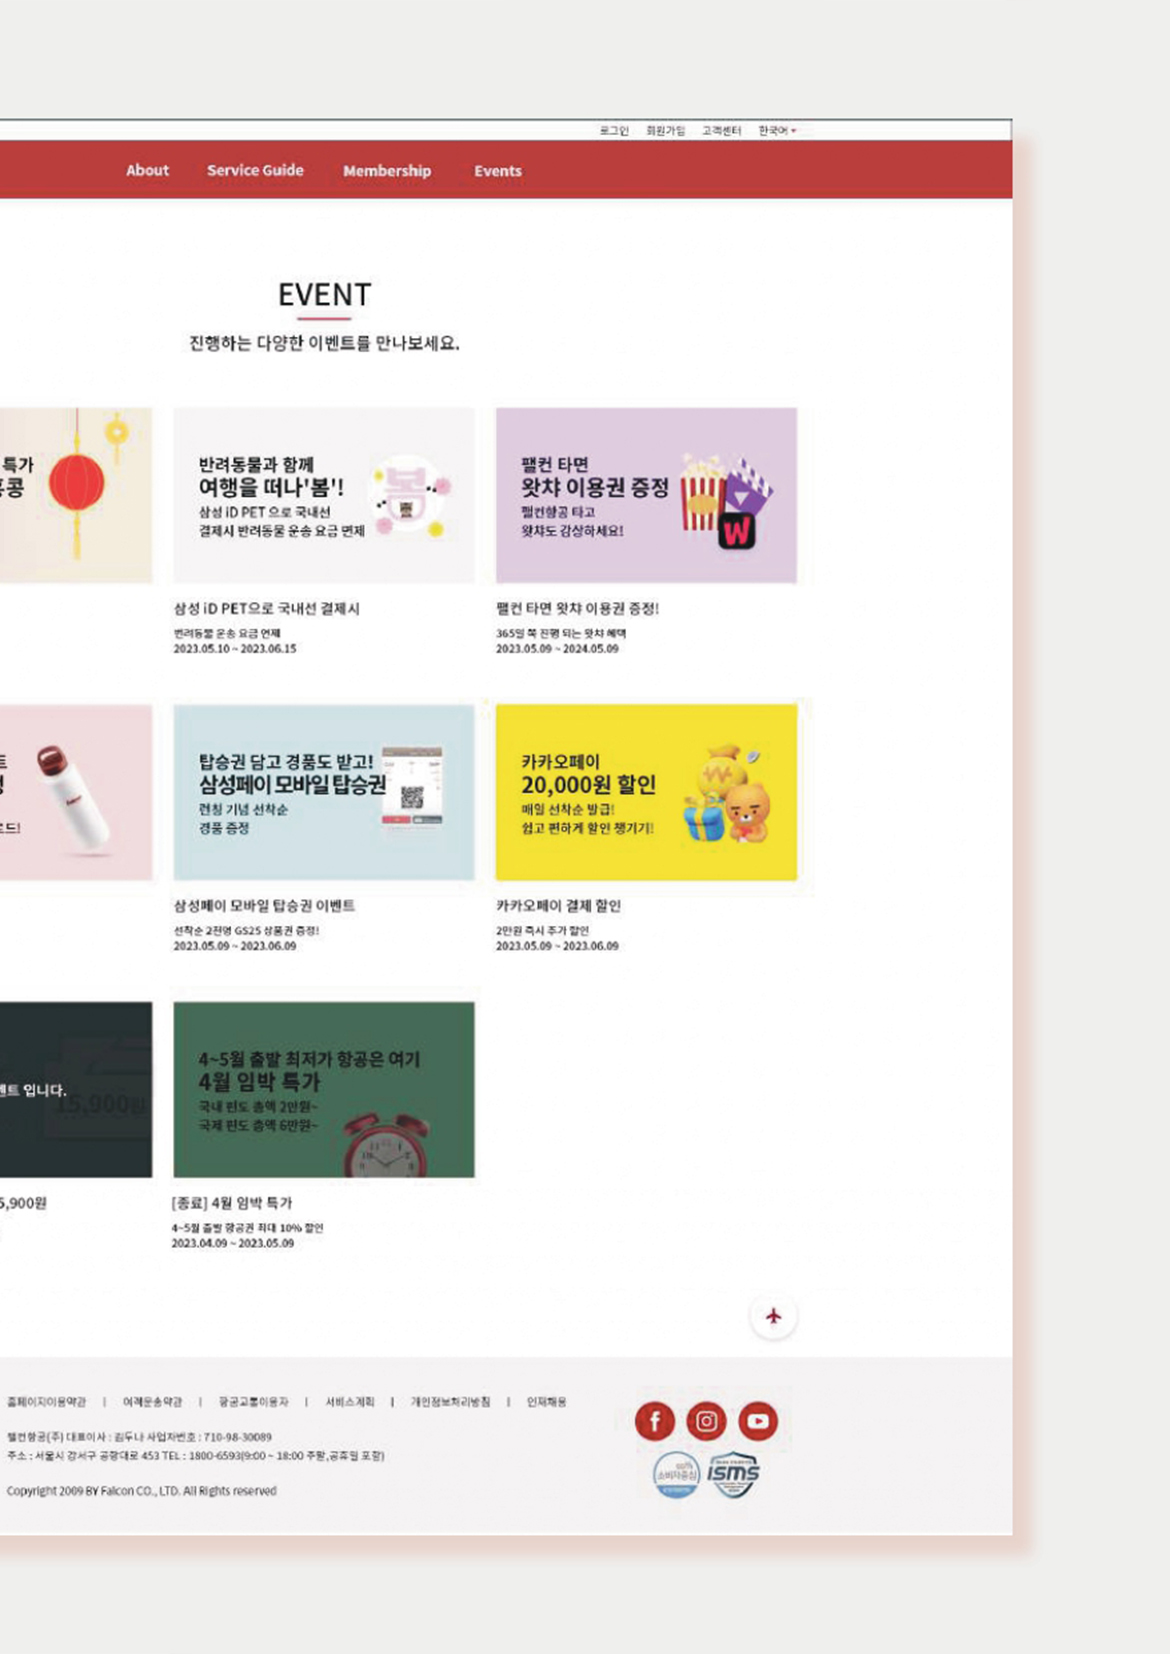 로그인 회원가입 고객센터 한국어
About Service Guide Membership Events
EVENT
진행하는 다양한 이벤트를 만나보세요.
특가
홍콩
반려동물과 함께
여행을 떠나'봄'!
삼성 iD PET 으로 국내선
결제시 반려동물 운송 요금 면제
봄
팰컨 타면
왓챠 이용권 증정
팰컨항공 타고
왓챠도 감상하세요!
W
삼성 iD PET으로 국내선 결제시
반려동물 운송 요금 면제
2023.05.10 ~ 2023.06.15
팰컨 타면 왓챠 이용권 증정!
365일 쭉 진행 되는 왓챠 혜택
2023.05.09 ~ 2024.05.09
트
드!
탑승권 담고 경품도 받고!
삼성페이 모바일 탑승권
런칭 기념 선착순
경품 증정
카카오페이
20,000원 할인
매일 선착순 발급!
쉽고 편하게 할인 챙기기!
삼성페이 모바일 탑승권 이벤트
선착순 2천명 GS25 상품권 증정!
2023.05.09 ~ 2023.06.09
카카오페이 결제 할인
2만원 즉시 추가 할인
2023.05.09 ~ 2023.06.09
벤트 입니다.
15,900원
4~5월 출발 최저가 항공은 여기
4월 임박 특가
국내 편도 총액 2만원~
국제 편도 총액 6만원~
5,900원
[종료] 4월 임박 특가
4~5월 출발 항공권 최대 10% 할인
2023.04.09 ~ 2023.05.09
홈페이지이용약관 | 여객운송약관 | 항공교통이용자 | 서비스계획 | 개인정보처리방침 | 인재채용
팰컨항공(주) 대표이사 : 김두나 사업자번호 : 710-98-30089
주소 : 서울시 강서구 공항대로 453 TEL : 1800-6593(9:00 ~ 18:00 주말,공휴일 포함)
Copyright 2009 BY Falcon CO., LTD. All Rights reserved
소비자중심
ISMS